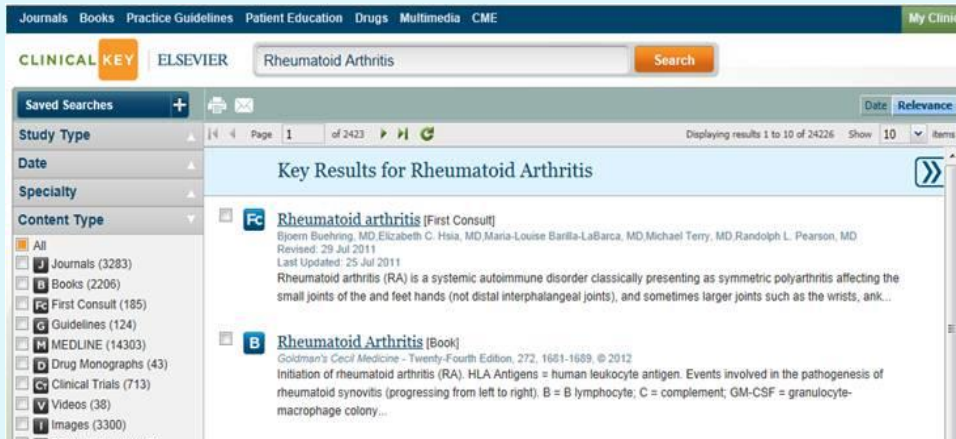 Journals Books Practice Guidelines Patient Education Drugs Multimedia CME
My Clinic
CLINICAL KEY ELSEVIER
Rheumatoid Arthritis
Search
Saved Searches +
Date Relevance
Study Type
Page 1 of 2423
Displaying results 1 to 10 of 24226 Show 10 items
Date
Specialty
Content Type
All
J Journals (3283)
B Books (2206)
Fc First Consult (185)
G Guidelines (124)
M MEDLINE (14303)
D Drug Monographs (43)
CT Clinical Trials (713)
V Videos (38)
I Images (3300)
Key Results for Rheumatoid Arthritis
Fc Rheumatoid arthritis [First Consult]
Bjoern Buehring, MD,Elizabeth C. Hsia, MD,Maria-Louise Barilla-LaBarca, MD,Michael Terry, MD,Randolph L. Pearson, MD
Revised: 29 Jul 2011
Last Updated: 25 Jul 2011
Rheumatoid arthritis (RA) is a systemic autoimmune disorder classically presenting as symmetric polyarthritis affecting the
small joints of the and feet hands (not distal interphalangeal joints), and sometimes larger joints such as the wrists, ank...
B Rheumatoid Arthritis [Book]
Goldman's Cecil Medicine - Twenty-Fourth Edition, 272, 1681-1689, © 2012
Initiation of rheumatoid arthritis (RA). HLA Antigens = human leukocyte antigen. Events involved in the pathogenesis of
rheumatoid synovitis (progressing from left to right). B = B lymphocyte; C = complement; GM-CSF = granulocyte-
macrophage colony...